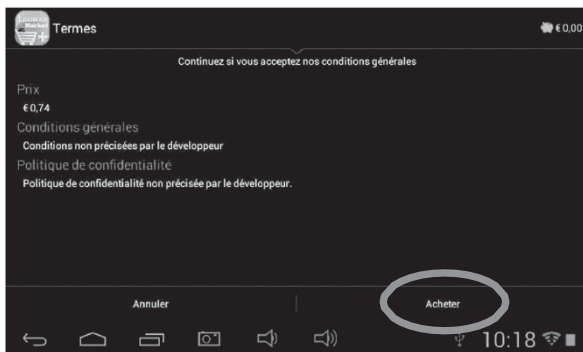 Market
Termes
€ 0,00
Continuez si vous acceptez nos conditions générales
Prix
€ 0,74
Conditions générales
Conditions non précisées par le développeur
Politique de confidentialité
Politique de confidentialité non précisée par le développeur.
Annuler
Acheter
10:18